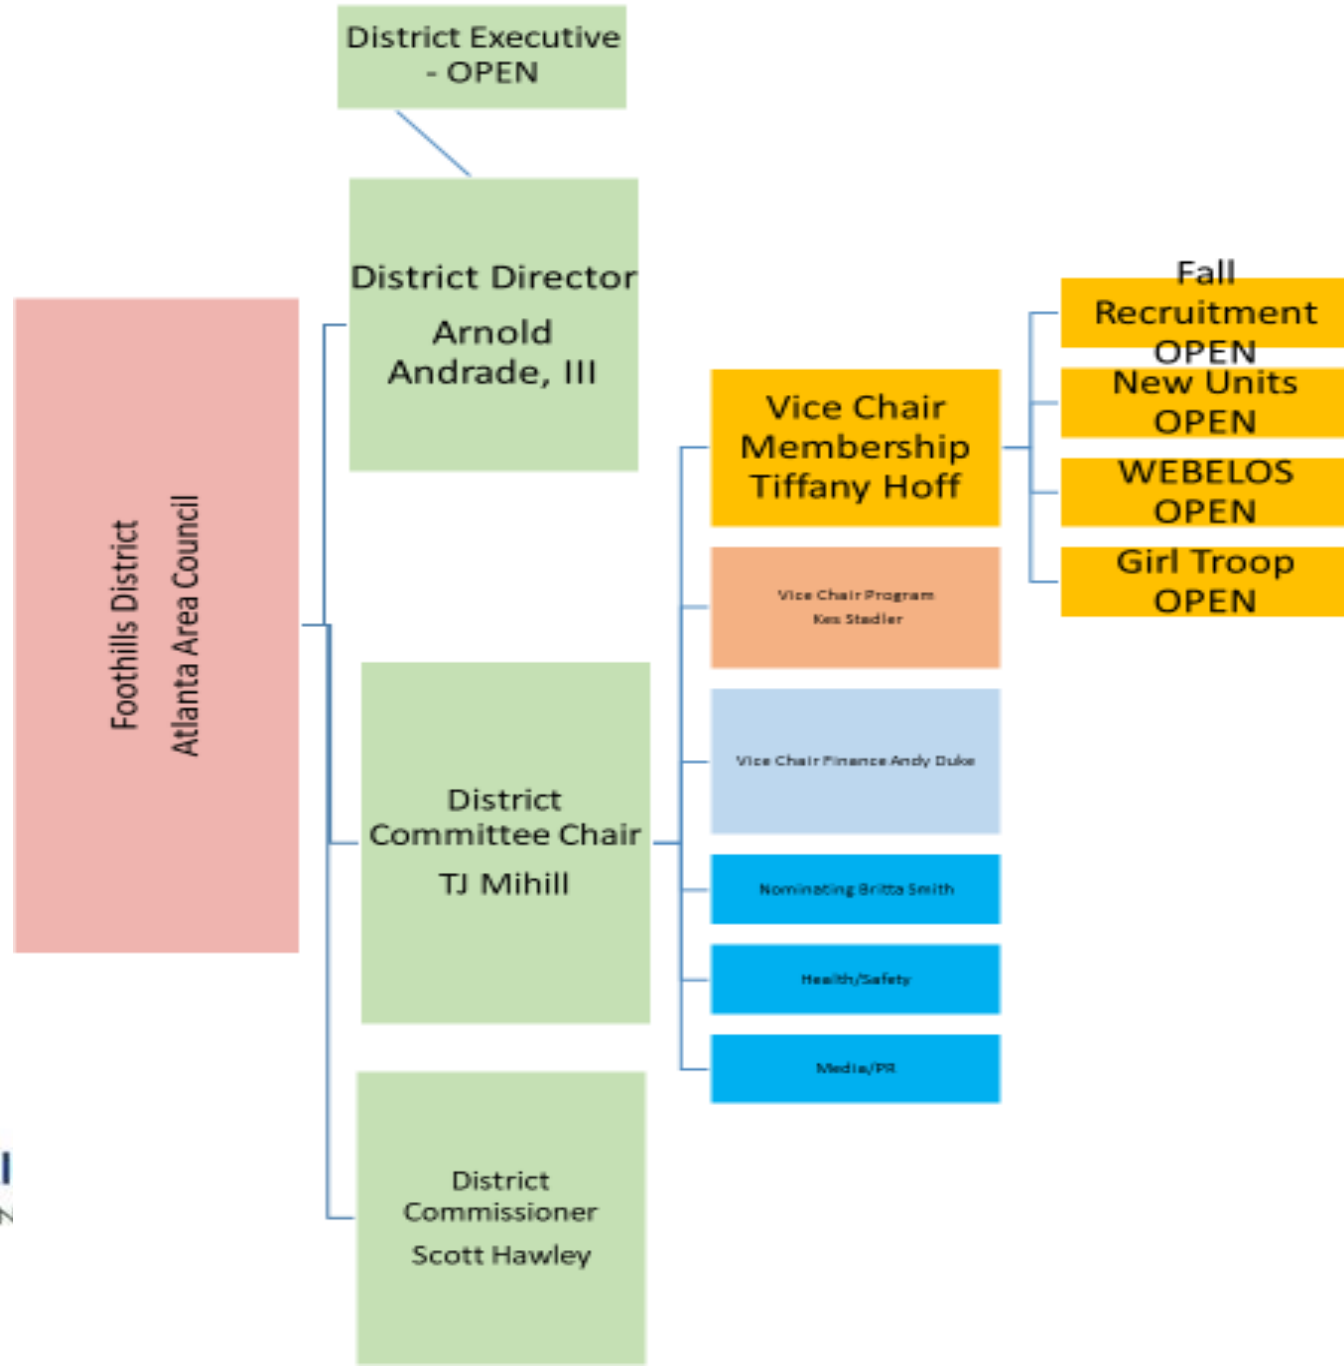 District Executive
- OPEN
District Director
Arnold
Andrade, III
Foothills District
Atlanta Area Council
District
Committee Chair
TJ Mihill
District
Commissioner
Scott Hawley
Vice Chair
Membership
Tiffany Hoff
Vice Chair Program
Kes Stadler
Vice Chair Finance Andy Duke
Nominating Britta Smith
Health/Safety
Media/PR
Fall
Recruitment
OPEN
New Units
OPEN
WEBELOS
OPEN
Girl Troop
OPEN